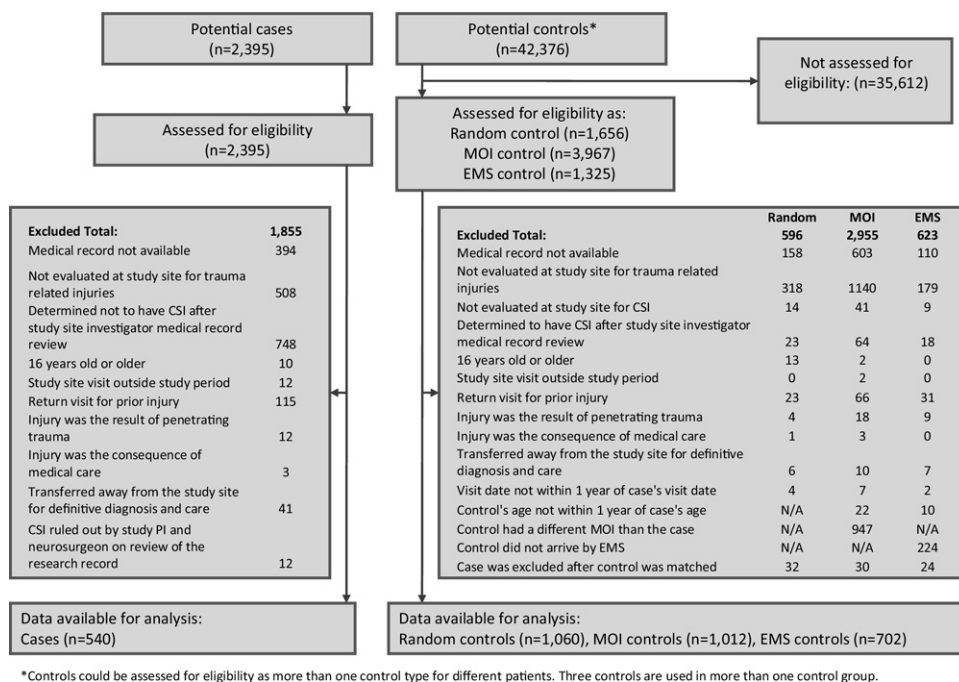 Potential cases
(n=2,395)
Potential controls*
(n=42,376)
Not assessed for
eligibility: (n=35,612)
Assessed for eligibility
(n=2,395)
Assessed for eligibility as:
Random control (n=1,656)
MOI control (n=3,967)
EMS control (n=1,325)
Excluded Total: 1,855
Medical record not available 394
Not evaluated at study site for trauma
related injuries 508
Determined not to have CSI after
study site investigator medical record
review 748
16 years old or older 10
Study site visit outside study period 12
Return visit for prior injury 115
Injury was the result of penetrating
trauma 12
Injury was the consequence of
medical care 3
Transferred away from the study site
for definitive diagnosis and care 41
CSI ruled out by study PI and
neurosurgeon on review of the
research record 12
Random MOI EMS
Excluded Total: 596 2,955 623
Medical record not available 158 603 110
Not evaluated at study site for trauma related
injuries 318 1140 179
Not evaluated at study site for CSI 14 41 9
Determined to have CSI after study site investigator
medical record review 23 64 18
16 years old or older 13 2 0
Study site visit outside study period 0 2 0
Return visit for prior injury 23 66 31
Injury was the result of penetrating trauma 4 18 9
Injury was the consequence of medical care 1 3 0
Transferred away from the study site for definitive
diagnosis and care 6 10 7
Visit date not within 1 year of case's visit date 4 7 2
Control's age not within 1 year of case's age N/A 22 10
Control had a different MOI than the case N/A 947 N/A
Control did not arrive by EMS N/A N/A 224
Case was excluded after control was matched 32 30 24
Data available for analysis:
Cases (n=540)
Data available for analysis:
Random controls (n=1,060), MOI controls (n=1,012), EMS controls (n=702)
*Controls could be assessed for eligibility as more than one control type for different patients. Three controls are used in more than one control group.